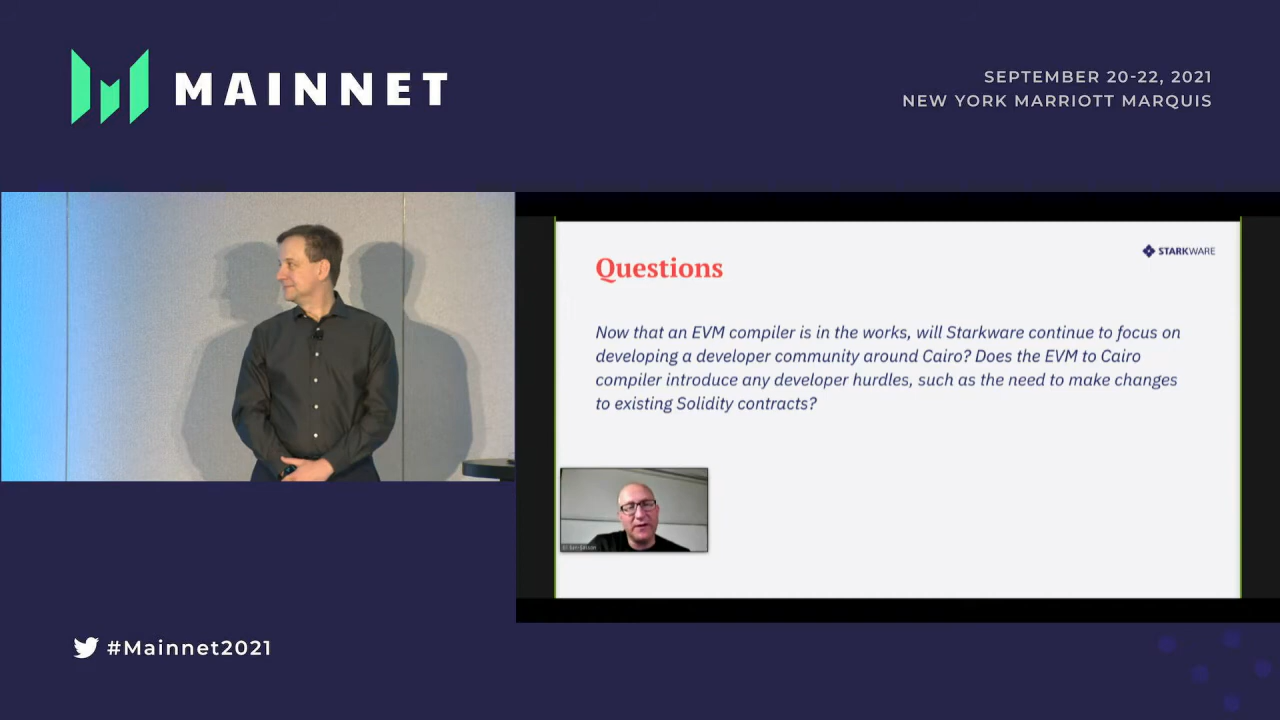 MAINNET
SEPTEMBER 20-22, 2021
NEW YORK MARRIOTT MARQUIS
STARKWARE
Questions
Now that an EVM compiler is in the works, will Starkware continue to focus on
developing a developer community around Cairo? Does the EVM to Cairo
compiler introduce any developer hurdles, such as the need to make changes
to existing Solidity contracts?
#Mainnet2021